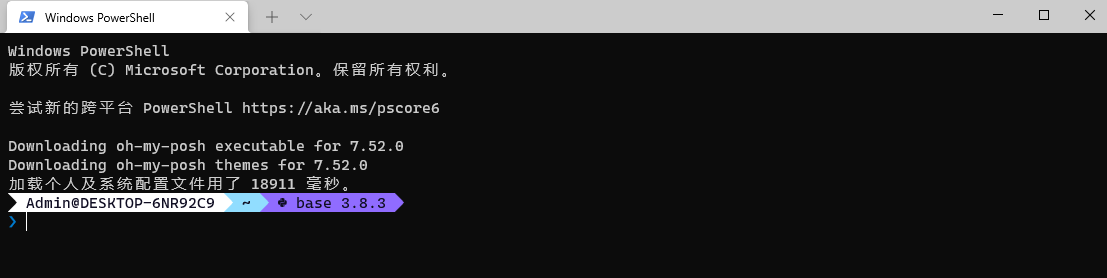 Windows PowerShell
Windows PowerShell
版权所有 (C) Microsoft Corporation。保留所有权利。
尝试新的跨平台 PowerShell https://aka.ms/pscore6
Downloading oh-my-posh executable for 7.52.0
Downloading oh-my-posh themes for 7.52.0
加载个人及系统配置文件用了 18911 毫秒。
Admin@DESKTOP-6NR92C9 ~ base 3.8.3
❯